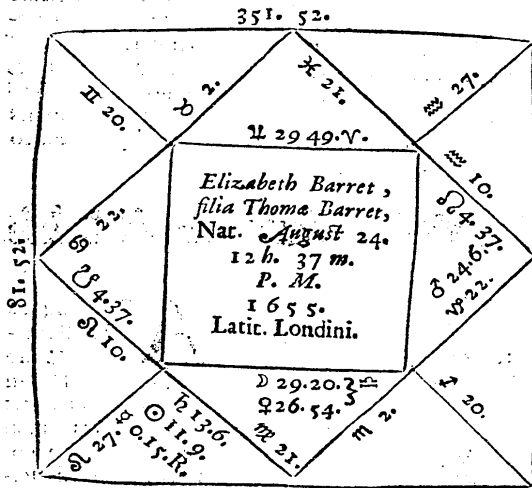 351. 52.
♊ 20.
♉ 2.
♓ 21.
♒ 27.
♃ 29 49.♈.
♒ 10.
Elizabeth Barret,
filia Thomæ Barret,
Nat. August 24.
12 h. 37 m.
P. M.
1655.
Latit. Londini.
☊ 4. 37.
♂ 24.6.
♑ 22.
81. 52.
♋ 22.
☋ 4.37.
♌ 10.
♌ 27.
☿ 0.15.R.
☉ 11.9.
♄ 13.6.
♍ 21.
☽ 29.20. } ♎
♀ 26.54.
♏ 2.
♐ 20.